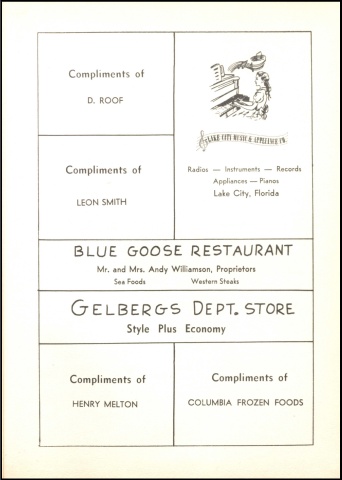 Compliments of
D. ROOF
LAKE CITY MUSIC & APPLIANCE CO.
Radios — Instruments — Records
Appliances — Pianos
Lake City, Florida
Compliments of
LEON SMITH
BLUE GOOSE RESTAURANT
Mr. and Mrs. Andy Williamson, Proprietors
Sea Foods Western Steaks
GELBERGS DEPT. STORE
Style Plus Economy
Compliments of
HENRY MELTON
Compliments of
COLUMBIA FROZEN FOODS